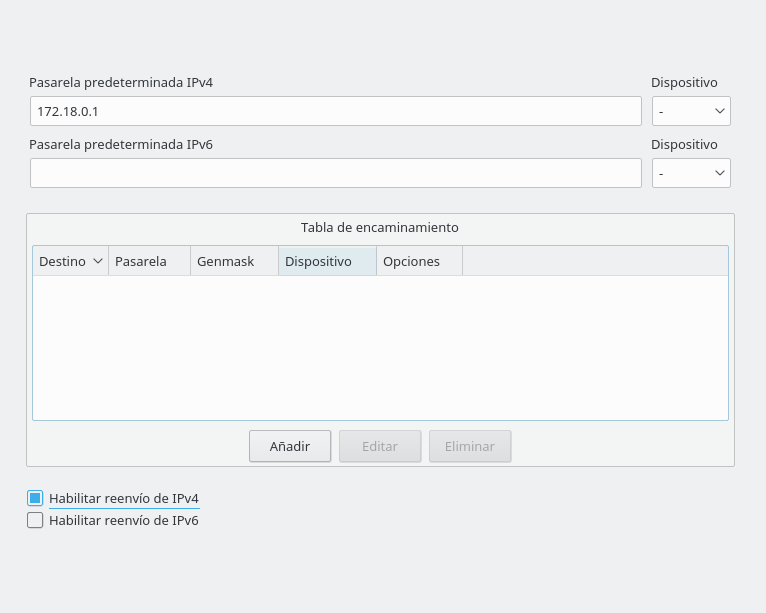 Pasarela predeterminada IPv4 Dispositivo
172.18.0.1 -
Pasarela predeterminada IPv6 Dispositivo
-
Tabla de encaminamiento
Destino Pasarela Genmask Dispositivo Opciones
Añadir Editar Eliminar
Habilitar reenvío de IPv4
Habilitar reenvío de IPv6